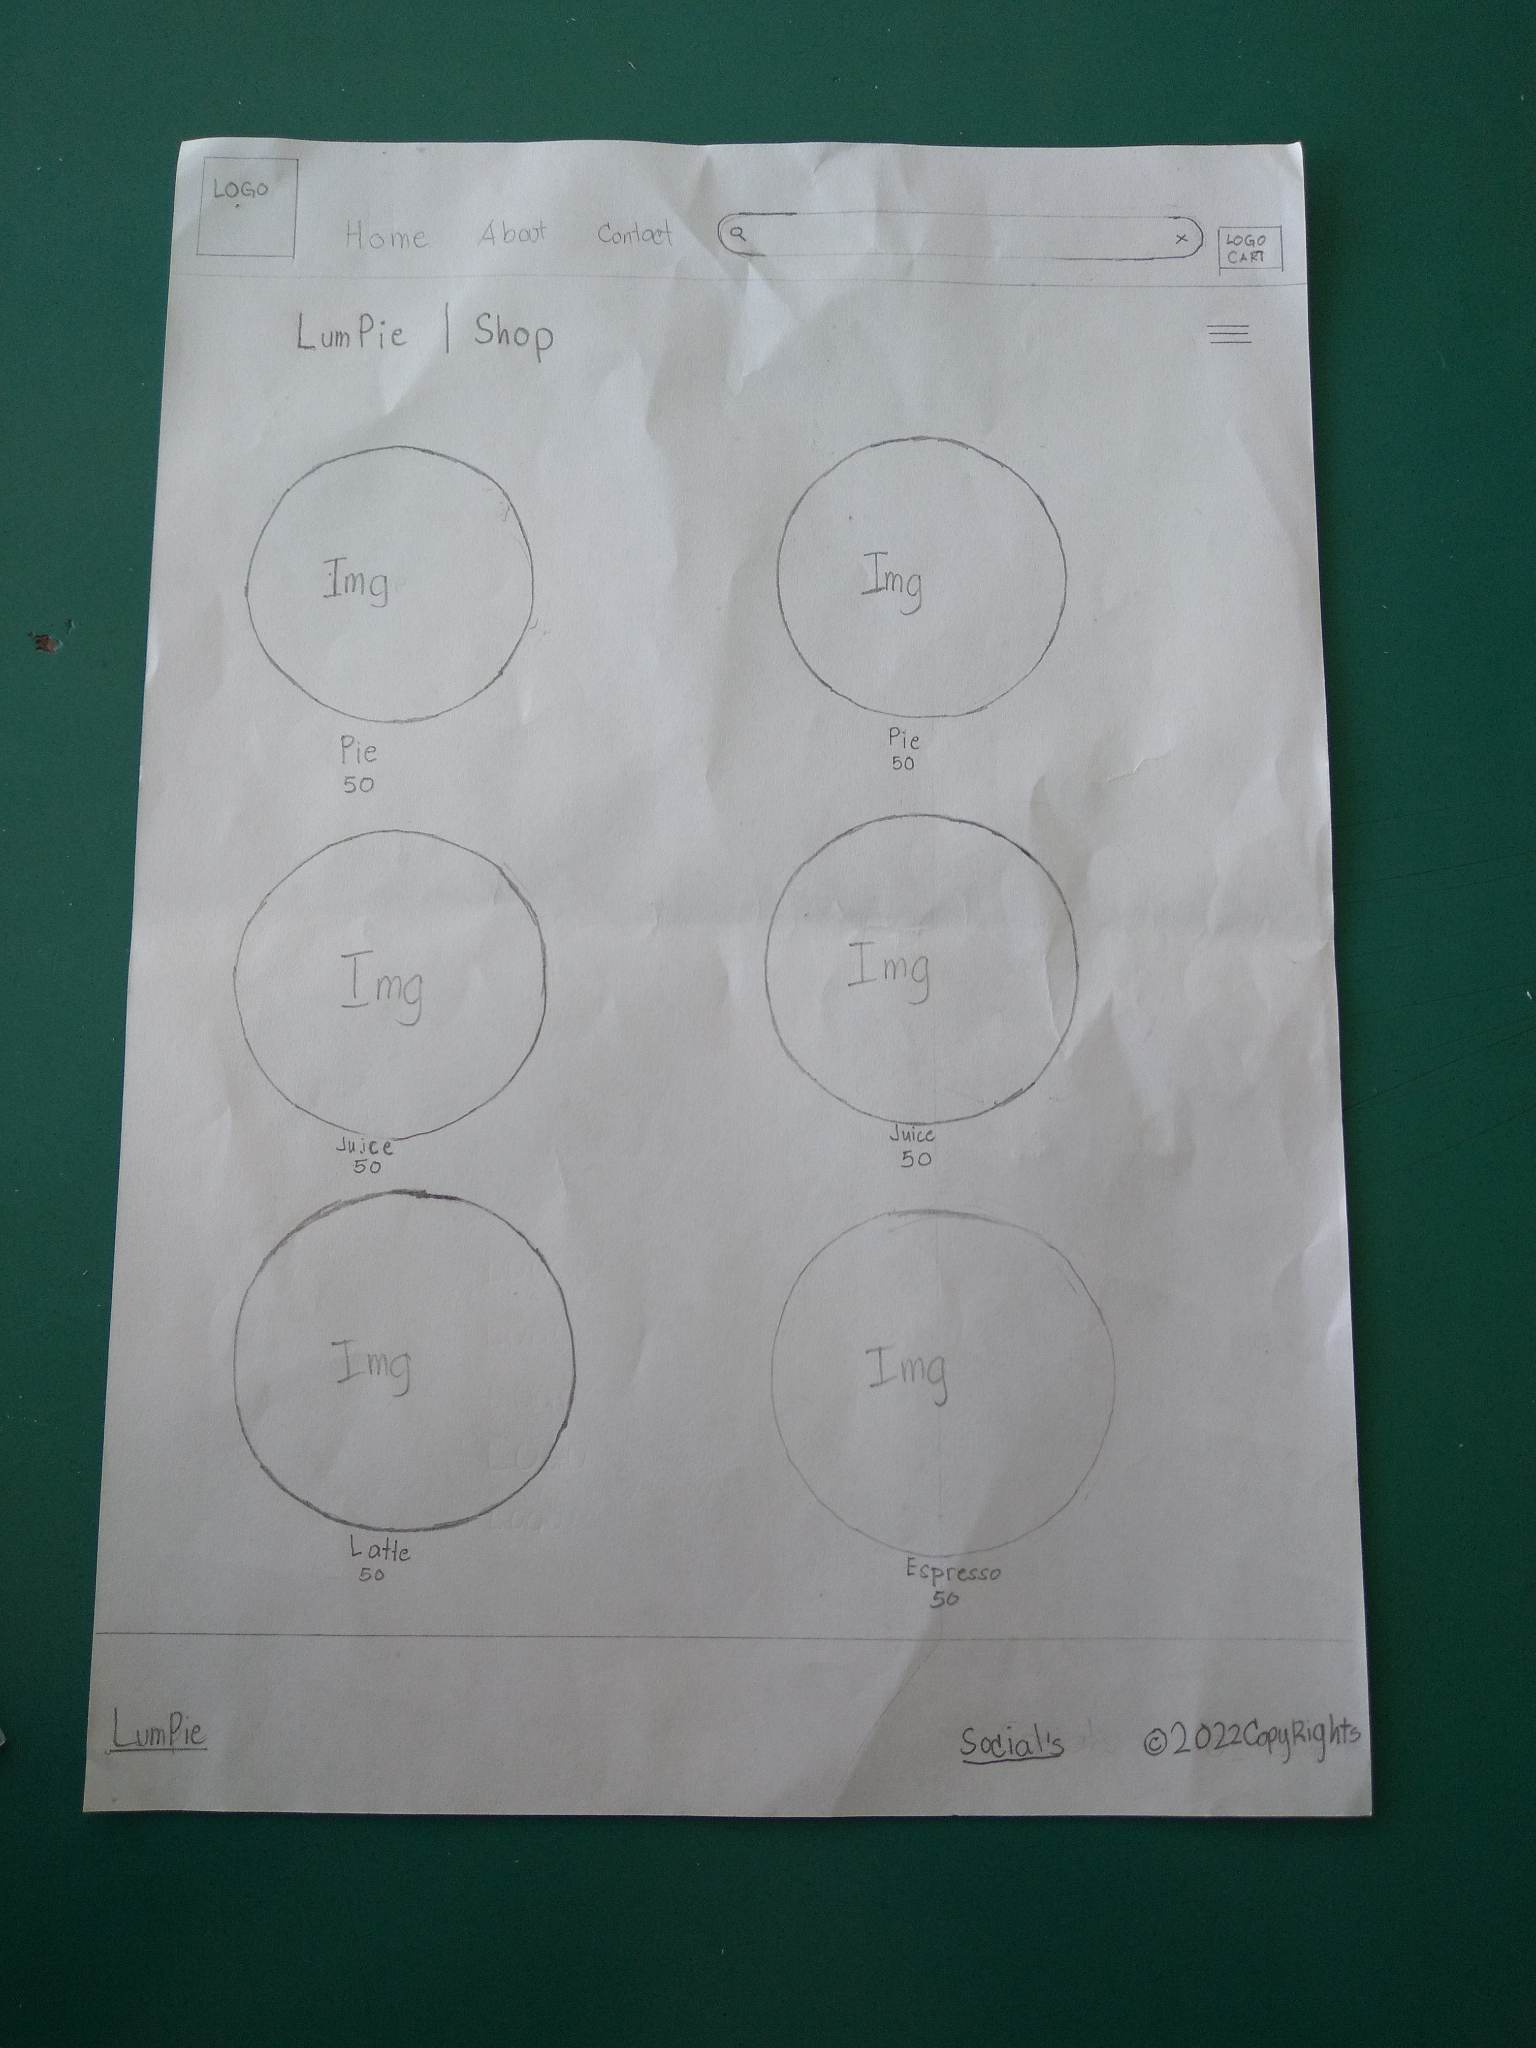 LOGO
Home About Contact
x
LOGO
CART
LumPie | Shop
Img Img
Pie Pie
50 50
Img Img
Juice Juice
50 50
Img Img
Latte Espresso
50 50
LumPie Social's ©2022CopyRights